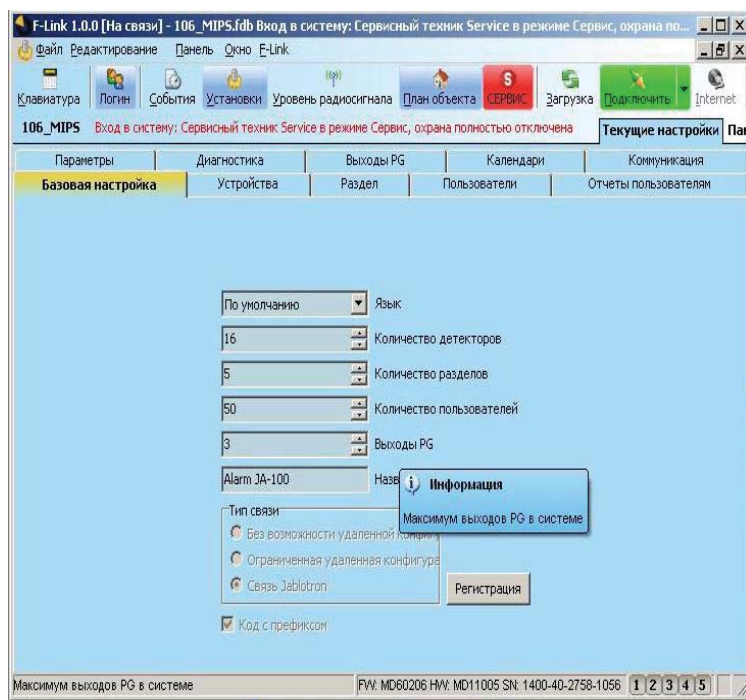 F-Link 1.0.0 [На связи] - 106_MIPS.fdb Вход в систему: Сервисный техник Service в режиме Сервис, охрана по...
Файл Редактирование Панель Окно F-Link
Клавиатура Логин События Установки Уровень радиосигнала План объекта СЕРВИС Загрузка Подключить Internet
106_MIPS Вход в систему: Сервисный техник Service в режиме Сервис, охрана полностью отключена Текущие настройки Пан
Параметры Диагностика Выходы PG Календари Коммуникация
Базовая настройка Устройства Раздел Пользователи Отчеты пользователям
По умолчанию Язык
16 Количество детекторов
5 Количество разделов
50 Количество пользователей
3 Выходы PG
Alarm JA-100 Назв
Информация
Максимум выходов PG в системе
Тип связи
Без возможности удаленной конфигу
Ограниченная удаленная конфигура
Связь Jablotron
Регистрация
Код с префиксом
Максимум выходов PG в системе FW: MD60206 HW: MD11005 SN: 1400-40-2758-1056 1 2 3 4 5